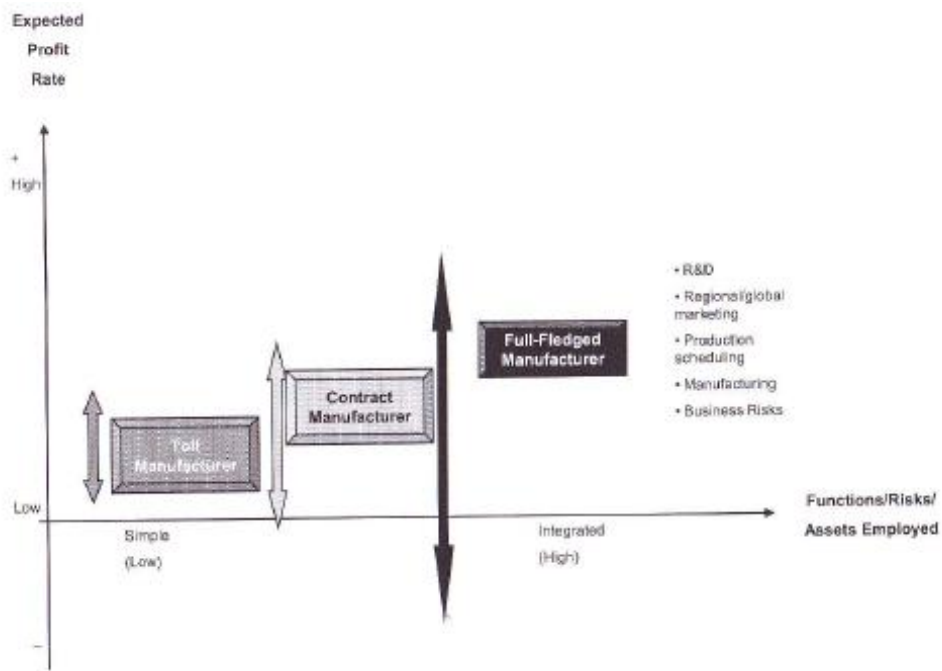 Expected
Profit
Rate
+
High
Low
–
Toll
Manufacturer
Contract
Manufacturer
Full-Fledged
Manufacturer
• R&D
• Regional/global
marketing
• Production
scheduling
• Manufacturing
• Business Risks
Simple
(Low)
Integrated
(High)
Functions/Risks/
Assets Employed